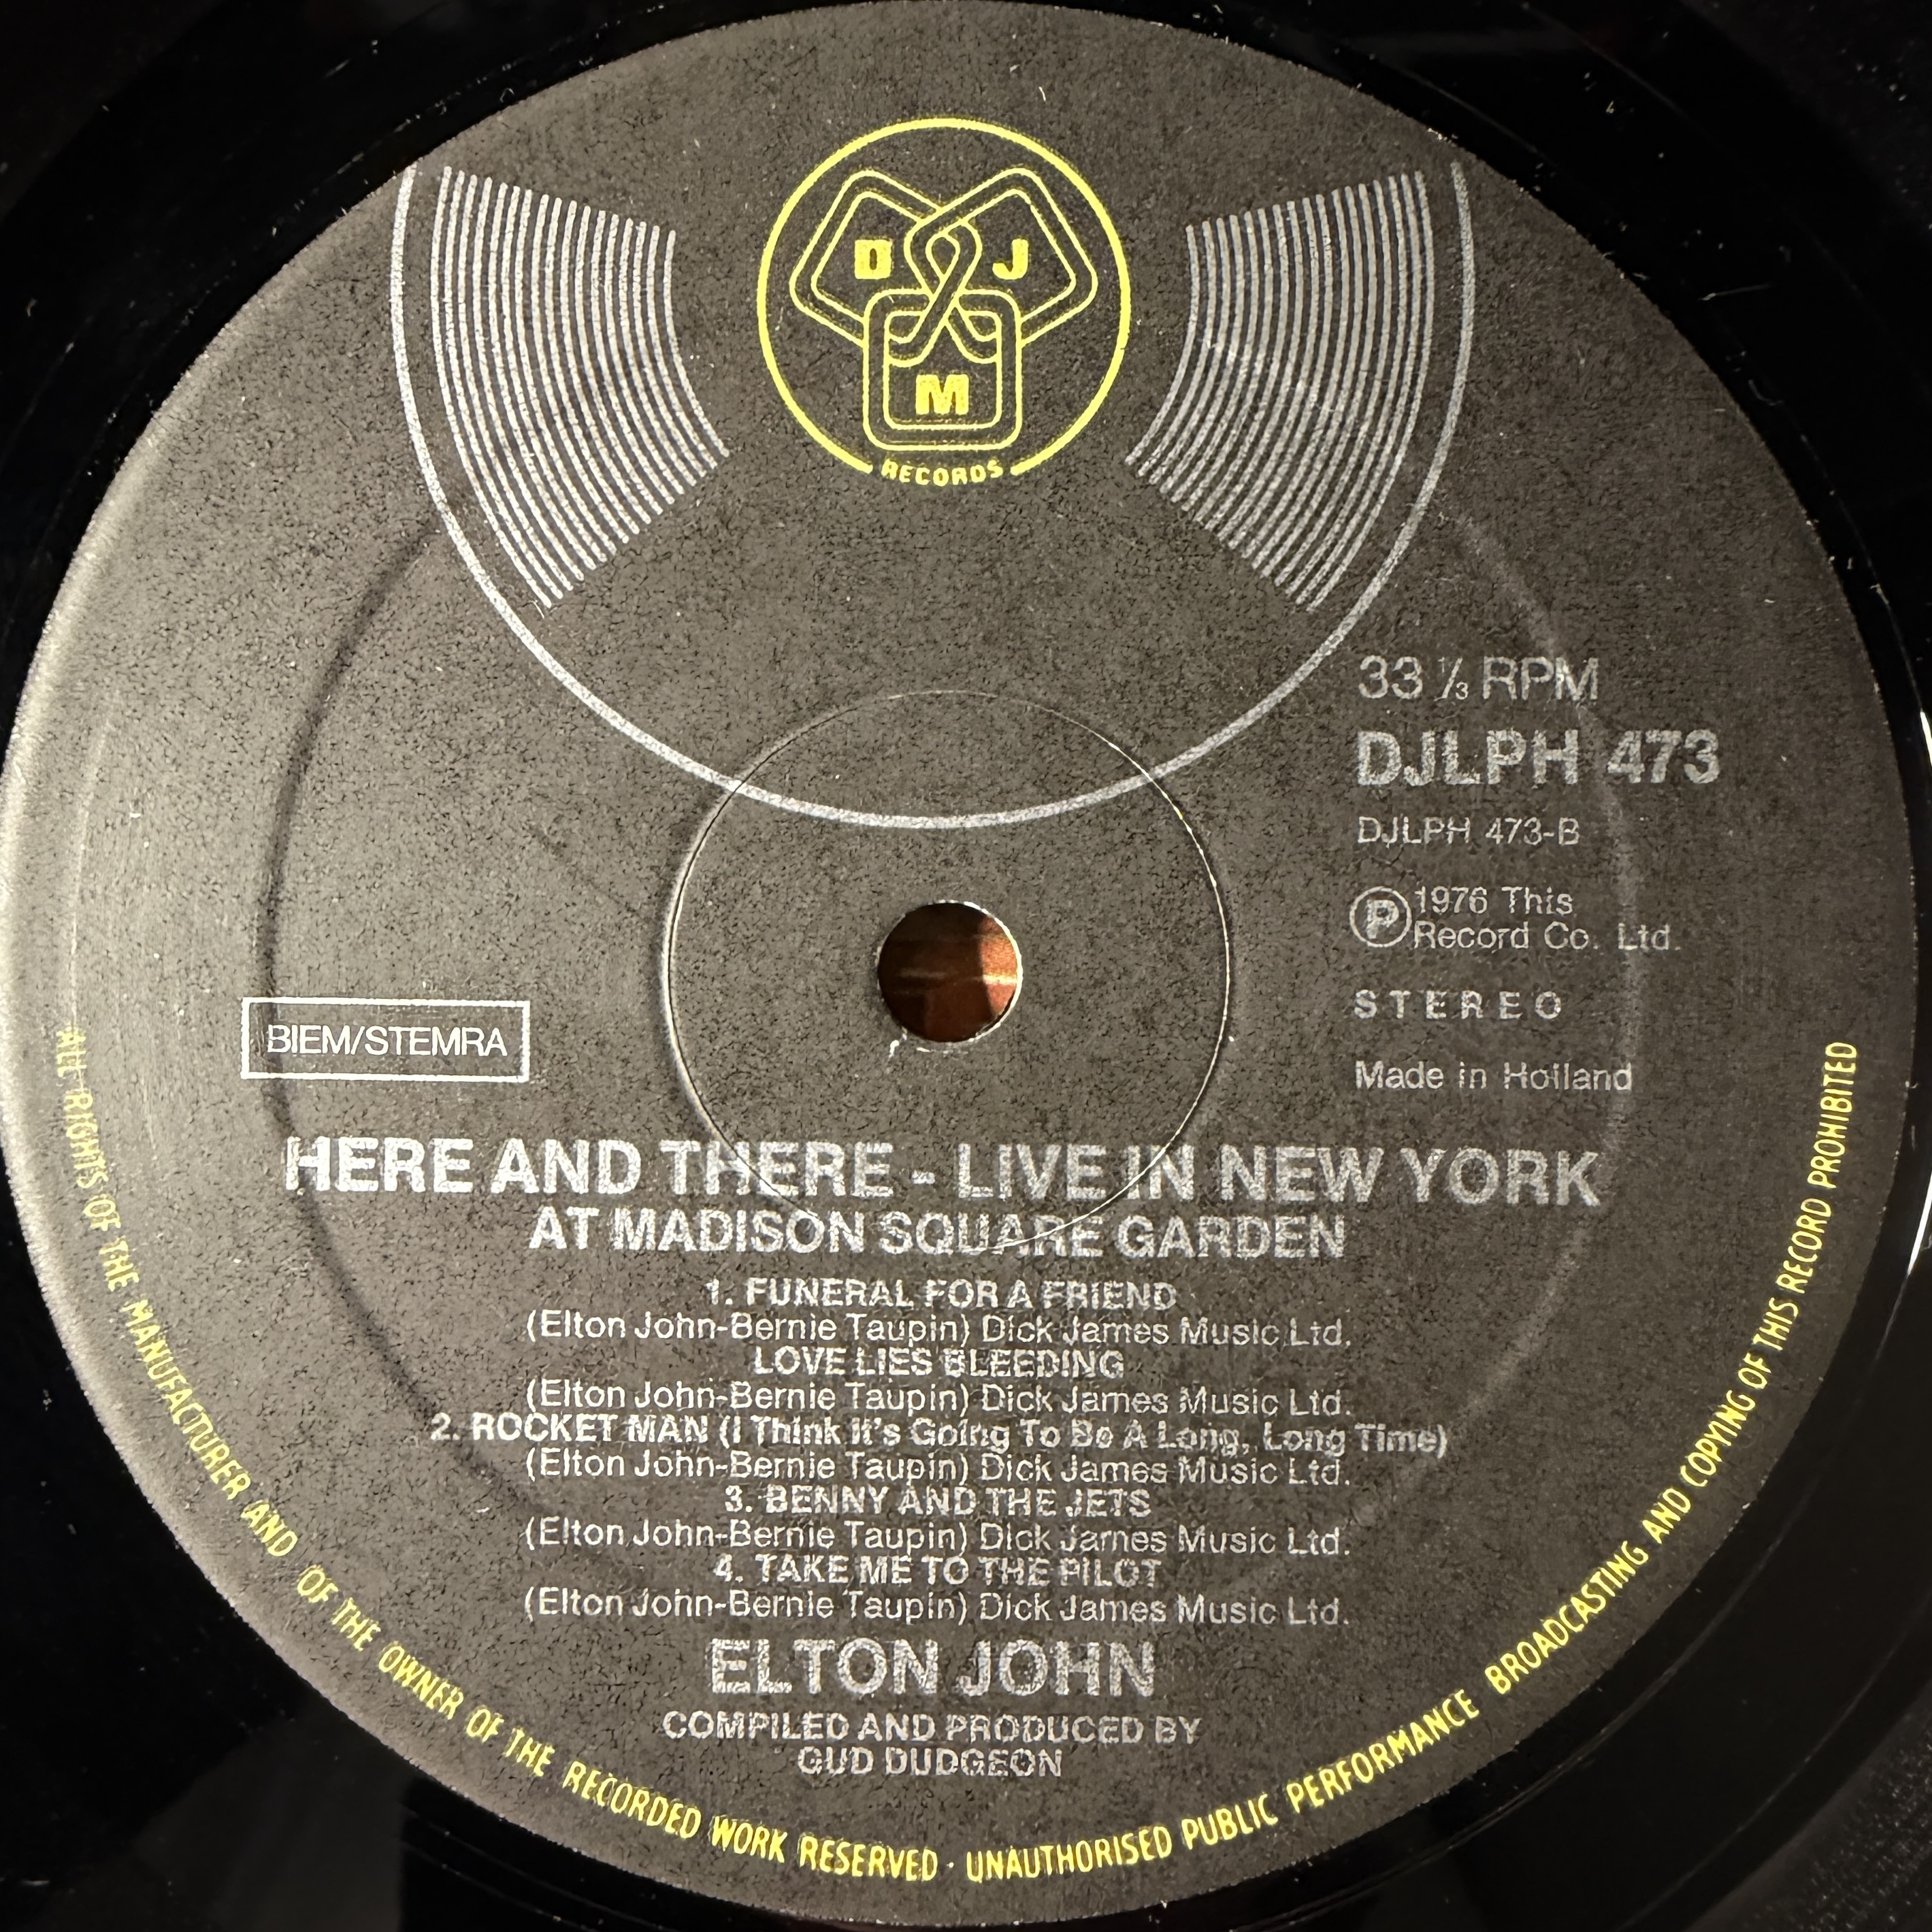 D J
M
RECORDS
33 1/3 RPM
DJLPH 473
DJLPH 473-B
Ⓟ 1976 This
Record Co. Ltd.
STEREO
BIEM/STEMRA
Made in Holland
HERE AND THERE - LIVE IN NEW YORK
AT MADISON SQUARE GARDEN
1. FUNERAL FOR A FRIEND
(Elton John-Bernie Taupin) Dick James Music Ltd.
LOVE LIES BLEEDING
(Elton John-Bernie Taupin) Dick James Music Ltd.
2. ROCKET MAN (I Think It's Going To Be A Long, Long Time)
(Elton John-Bernie Taupin) Dick James Music Ltd.
3. BENNY AND THE JETS
(Elton John-Bernie Taupin) Dick James Music Ltd.
4. TAKE ME TO THE PILOT
(Elton John-Bernie Taupin) Dick James Music Ltd.
ELTON JOHN
COMPILED AND PRODUCED BY
GUD DUDGEON
ALL RIGHTS OF THE MANUFACTURER AND OF THE OWNER OF THE RECORDED WORK RESERVED · UNAUTHORISED PUBLIC PERFORMANCE BROADCASTING AND COPYING OF THIS RECORD PROHIBITED